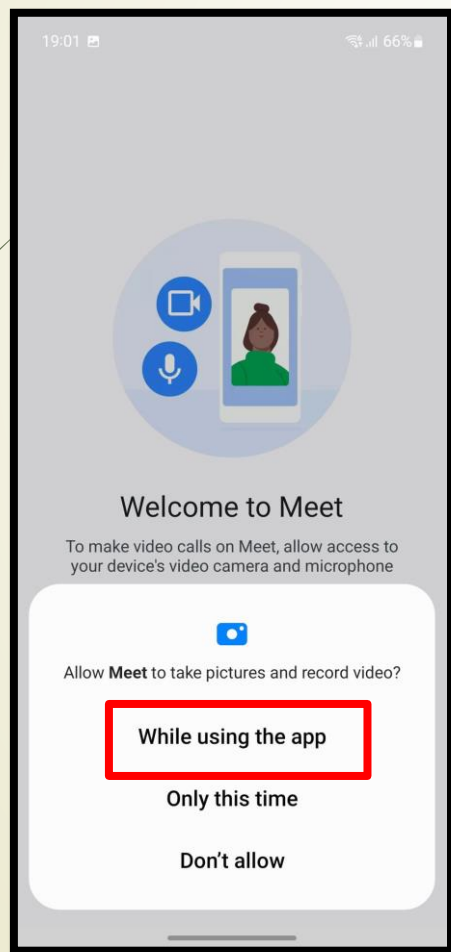 19:01 66%
Welcome to Meet
To make video calls on Meet, allow access to
your device's video camera and microphone
Allow Meet to take pictures and record video?
While using the app
Only this time
Don't allow